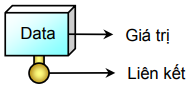 Data
Giá trị
Liên kết